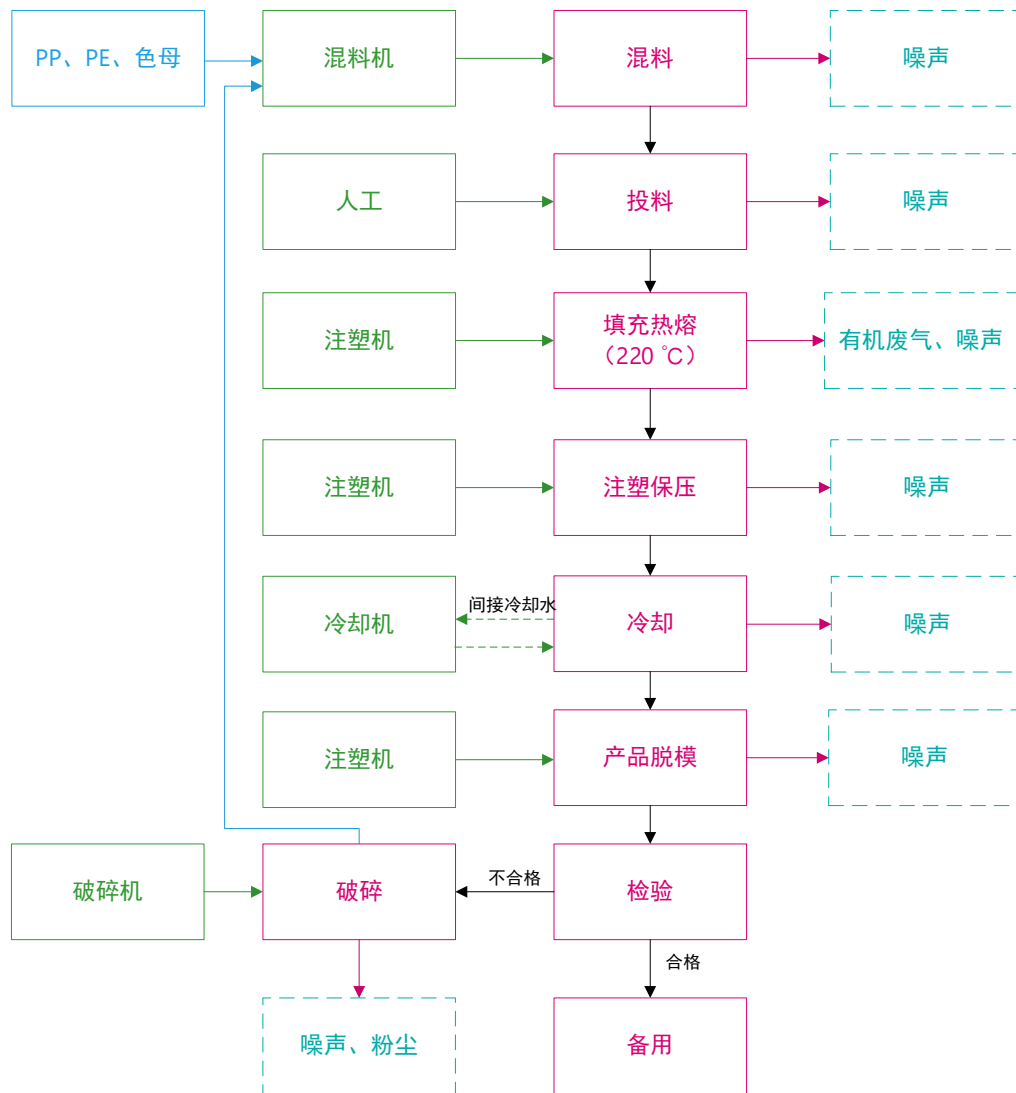 PP、PE、色母
混料机
混料
噪声
人工
投料
噪声
注塑机
填充热熔
（220 ℃）
有机废气、噪声
注塑机
注塑保压
噪声
间接冷却水
冷却机
冷却
噪声
注塑机
产品脱模
噪声
破碎机
破碎
不合格
检验
合格
噪声、粉尘
备用